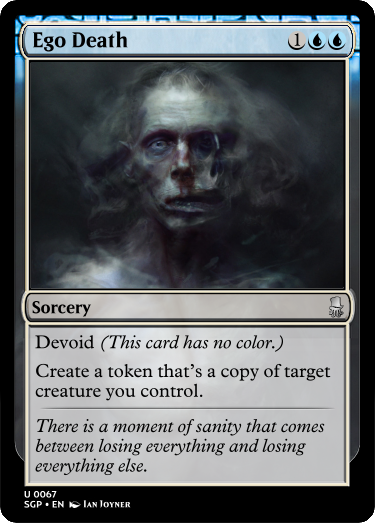 Ego Death 1
Sorcery
Devoid (This card has no color.)
Create a token that's a copy of target
creature you control.
There is a moment of sanity that comes
between losing everything and losing
everything else.
U 0067
SGP • EN Ian Joyner